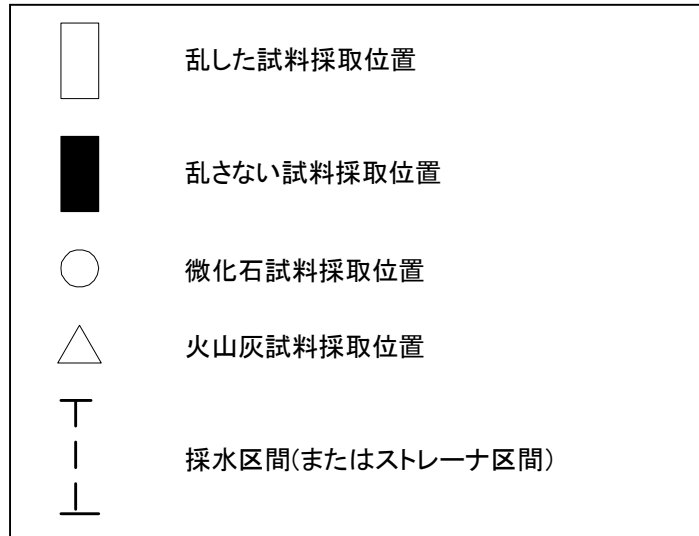 乱した試料採取位置
乱さない試料採取位置
微化石試料採取位置
火山灰試料採取位置
採水区間(またはストレーナ区間)